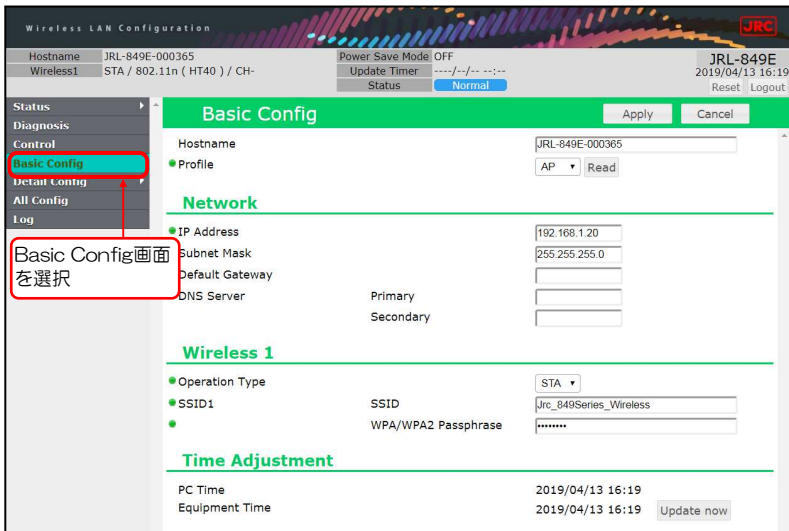 Wireless LAN Configuration
JRC
Hostname JRL-849E-000365
Wireless1 STA / 802.11n ( HT40 ) / CH-
Power Save Mode OFF
Update Timer ----/--/-- --:--
Status Normal
JRL-849E
2019/04/13 16:19
Reset Logout
Status
Diagnosis
Control
Basic Config
Detail Config
All Config
Log
Basic Config画面
を選択
Basic Config Apply Cancel
Hostname JRL-849E-000365
Profile AP Read
Network
IP Address 192.168.1.20
Subnet Mask 255.255.255.0
Default Gateway
DNS Server Primary
Secondary
Wireless 1
Operation Type STA
SSID1 SSID Jrc_849Series_Wireless
WPA/WPA2 Passphrase ••••••••
Time Adjustment
PC Time 2019/04/13 16:19
Equipment Time 2019/04/13 16:19 Update now